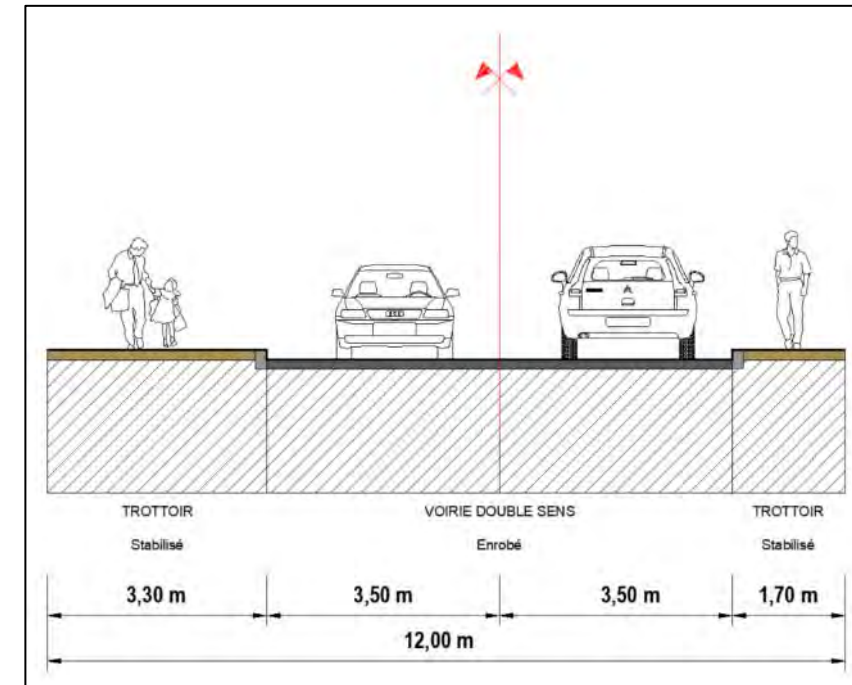 TROTTOIR VOIRIE DOUBLE SENS TROTTOIR
Stabilisé Enrobé Stabilisé
3,30 m 3,50 m 3,50 m 1,70 m
12,00 m